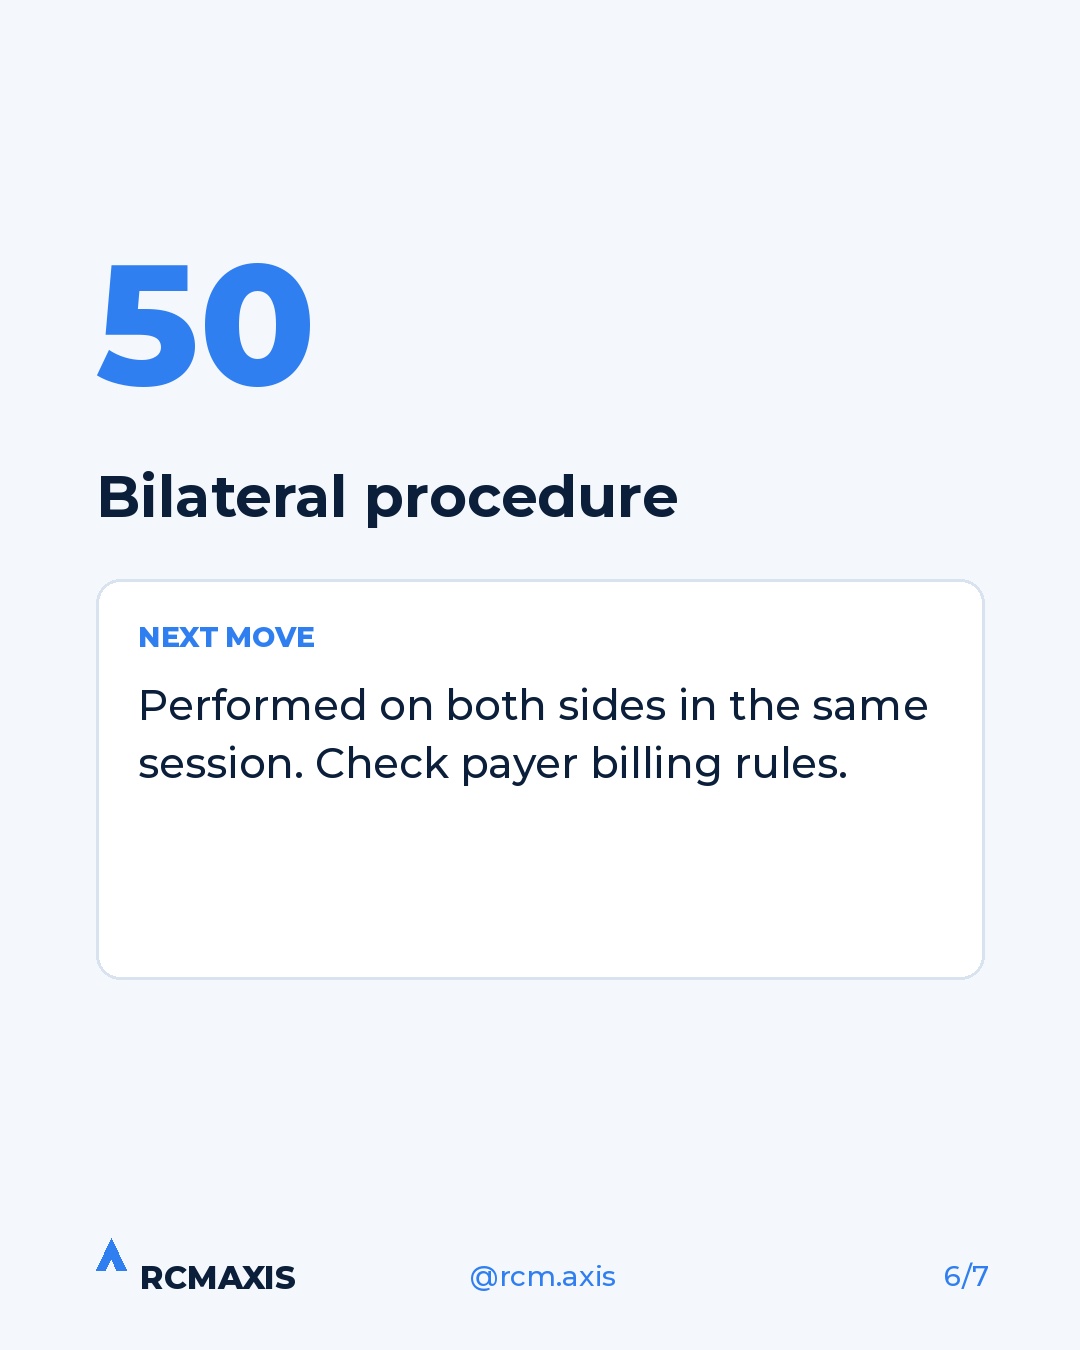 50
Bilateral procedure
NEXT MOVE
Performed on both sides in the same
session. Check payer billing rules.
RCMAXIS
@rcm.axis
6/7